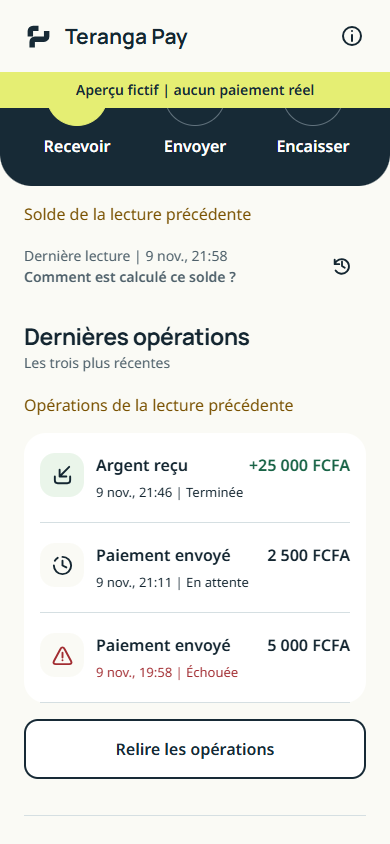 Teranga Pay
Aperçu fictif | aucun paiement réel
Recevoir Envoyer Encaisser
Solde de la lecture précédente
Dernière lecture | 9 nov., 21:58
Comment est calculé ce solde ?
Dernières opérations
Les trois plus récentes
Opérations de la lecture précédente
Argent reçu +25 000 FCFA
9 nov., 21:46 | Terminée
Paiement envoyé 2 500 FCFA
9 nov., 21:11 | En attente
Paiement envoyé 5 000 FCFA
9 nov., 19:58 | Échouée
Relire les opérations